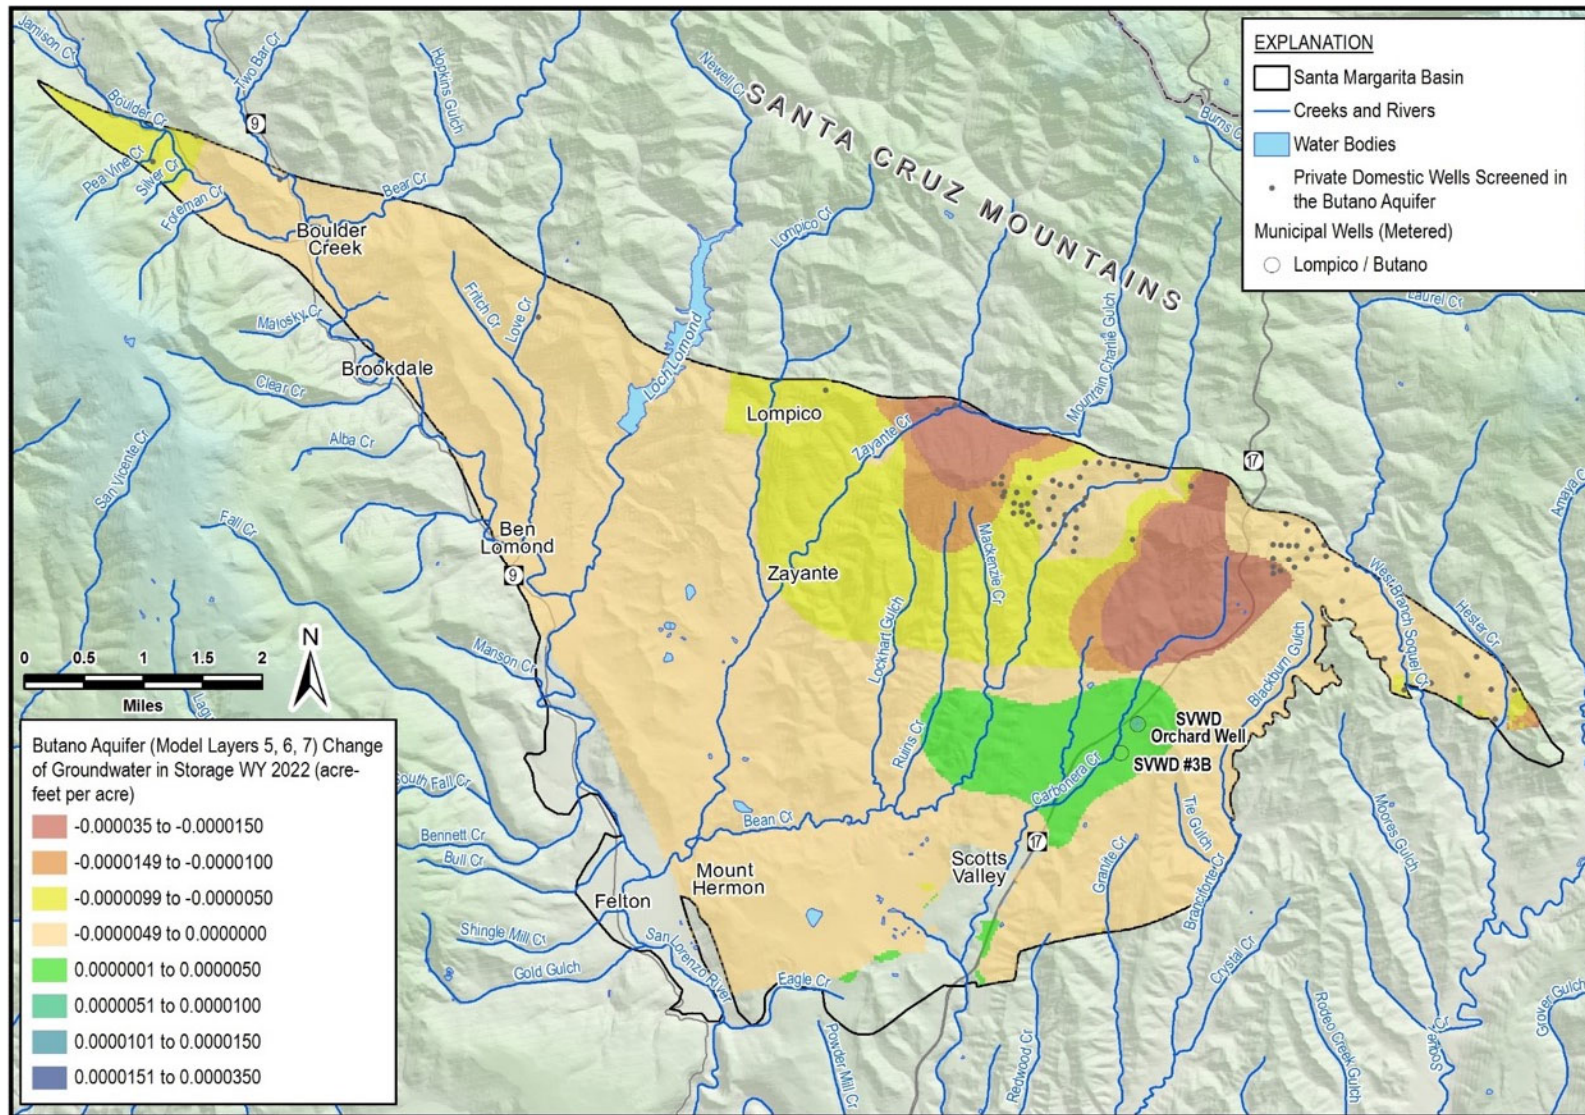 Jamison Cr
Two Bar Cr
Hopkins Gulch
Newell Cr
SANTA CRUZ MOUNTAINS
Boulder Cr
9
Pea Vine Cr
Silver Cr
Foreman Cr
Bear Cr
Boulder
Creek
Lompico Cr
Mountain Charlie Gulch
Laurel Cr
Fritch Cr
Love Cr
Loch Lomond
Malosky Cr
Brookdale
Clear Cr
Lompico
Zayante Cr
Alba Cr
San Vicente Cr
17
Amaya C
Fall Cr
Ben
Lomond
9
Zayante
Mackenzie Cr
Lockhart Gulch
West Branch Soquel Cr
Hester Cr
Manson Cr
Blackburn Gulch
N
0 0.5 1 1.5 2
Miles
Lagu
Ruins Cr
SVWD
Orchard Well
SVWD #3B
Carbonera Cr
Tie Gulch
Bean Cr
17
Moores Gulch
South Fall Cr
Bennett Cr
Bull Cr
Mount
Hermon
Scotts
Valley
Granite Cr
Branciforte Cr
Felton
Shingle Mill Cr
Gold Gulch
San Lorenzo River
Eagle Cr
Crystal Cr
Powder Mill Cr
Redwood Cr
Rodeo Creek Gulch
Soquel Cr
Grover Gulch
EXPLANATION
Santa Margarita Basin
Creeks and Rivers
Water Bodies
Private Domestic Wells Screened in
the Butano Aquifer
Municipal Wells (Metered)
Lompico / Butano
Burns C
Butano Aquifer (Model Layers 5, 6, 7) Change
of Groundwater in Storage WY 2022 (acre-
feet per acre)
-0.000035 to -0.0000150
-0.0000149 to -0.0000100
-0.0000099 to -0.0000050
-0.0000049 to 0.0000000
0.0000001 to 0.0000050
0.0000051 to 0.0000100
0.0000101 to 0.0000150
0.0000151 to 0.0000350